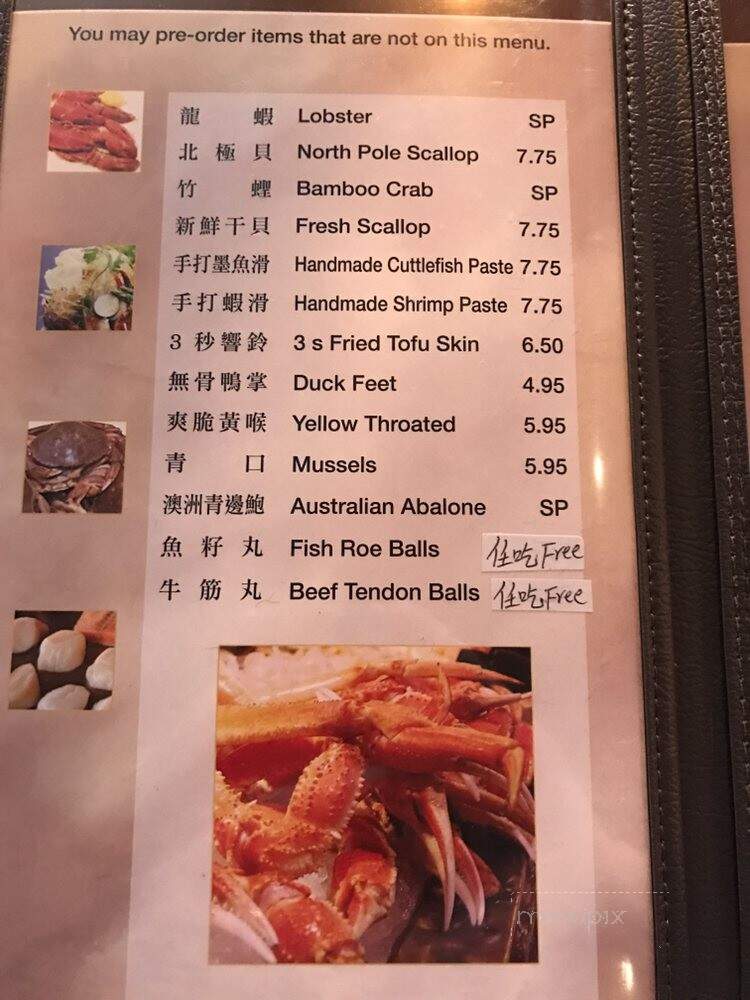 You may pre-order items that are not on this menu.
龍 蝦 Lobster SP
北極貝 North Pole Scallop 7.75
竹 蟶 Bamboo Crab SP
新鮮干貝 Fresh Scallop 7.75
手打墨魚滑 Handmade Cuttlefish Paste 7.75
手打蝦滑 Handmade Shrimp Paste 7.75
3 秒響鈴 3 s Fried Tofu Skin 6.50
無骨鴨掌 Duck Feet 4.95
爽脆黃喉 Yellow Throated 5.95
青 口 Mussels 5.95
澳洲青邊鮑 Australian Abalone SP
魚籽丸 Fish Roe Balls 任吃Free
牛筋丸 Beef Tendon Balls 任吃Free